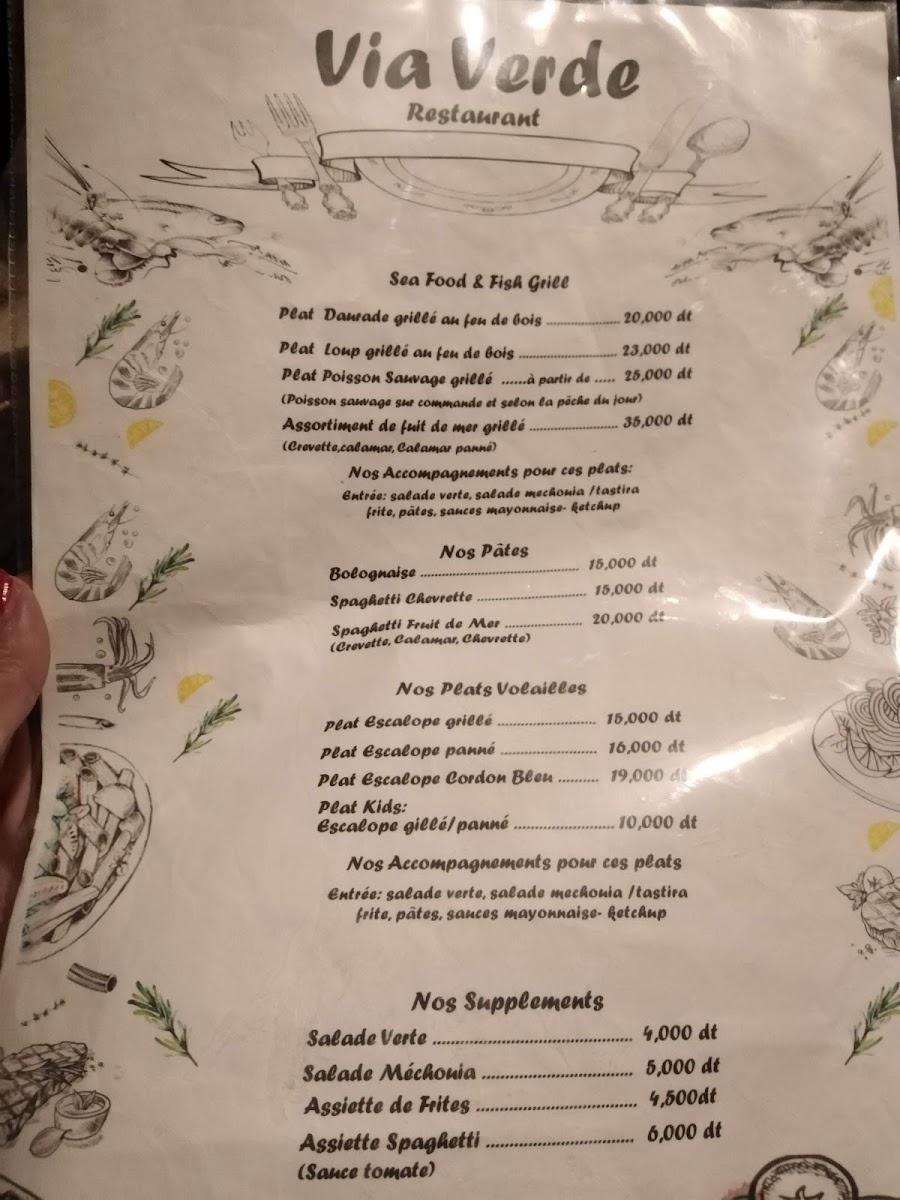 Via Verde
Restaurant
Sea Food & Fish Grill
Plat Daurade grillé au feu de bois ..................... 20,000 dt
Plat Loup grillé au feu de bois ............................ 23,000 dt
Plat Poisson Sauvage grillé ......à partir de ..... 25,000 dt
(Poisson sauvage sur commande et selon la pêche du jour)
Assortiment de fuit de mer grillé ......................... 35,000 dt
(Crevette,calamar, Calamar panné)
Nos Accompagnements pour ces plats:
Entrée: salade verte, salade mechouia /tastira
frite, pâtes, sauces mayonnaise- ketchup
Nos Pâtes
Bolognaise ............................................. 15,000 dt
Spaghetti Chevrette ............................... 15,000 dt
Spaghetti Fruit de Mer ...................... 20,000 dt
(Crevette, Calamar, Chevrette)
Nos Plats Volailles
Plat Escalope grillé ............................ 15,000 dt
Plat Escalope panné ........................... 16,000 dt
Plat Escalope Cordon Bleu .......... 19,000 dt
Plat Kids:
Escalope gillé/panné ......................... 10,000 dt
Nos Accompagnements pour ces plats
Entrée: salade verte, salade mechouia /tastira
frite, pâtes, sauces mayonnaise- ketchup
Nos Supplements
Salade Verte ........................................ 4,000 dt
Salade Méchouia .............................. 5,000 dt
Assiette de Frites ................................ 4,500dt
Assiette Spaghetti .............................. 6,000 dt
(Sauce tomate)